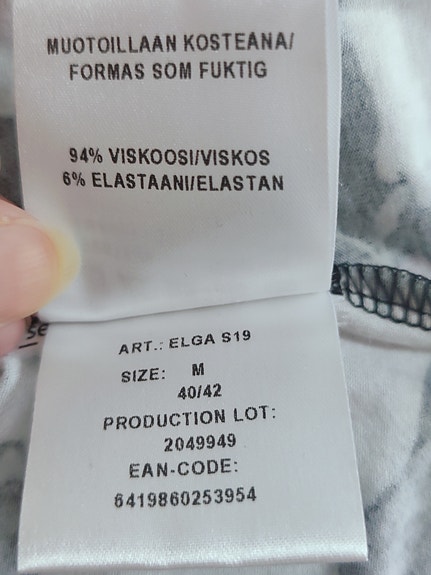 MUOTOILLAAN KOSTEANA/
FORMAS SOM FUKTIG
94% VISKOOSI/VISKOS
6% ELASTAANI/ELASTAN
se
ART.: ELGA S19
SIZE: M
40/42
PRODUCTION LOT:
2049949
EAN-CODE:
6419860253954